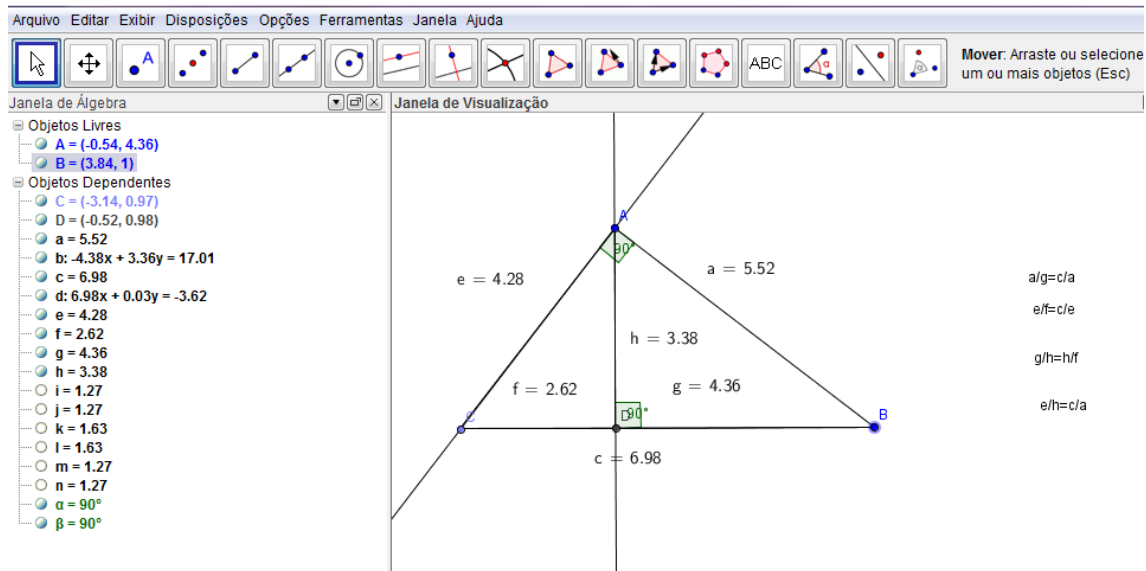 Arquivo Editar Exibir Disposições Opções Ferramentas Janela Ajuda
A
ABC
α
α
Mover: Arraste ou selecione
um ou mais objetos (Esc)
Janela de Álgebra
Janela de Visualização
Objetos Livres
A = (-0.54, 4.36)
B = (3.84, 1)
Objetos Dependentes
C = (-3.14, 0.97)
D = (-0.52, 0.98)
a = 5.52
b: -4.38x + 3.36y = 17.01
c = 6.98
d: 6.98x + 0.03y = -3.62
e = 4.28
f = 2.62
g = 4.36
h = 3.38
i = 1.27
j = 1.27
k = 1.63
l = 1.63
m = 1.27
n = 1.27
α = 90°
β = 90°
A
90°
e = 4.28
a = 5.52
h = 3.38
f = 2.62
g = 4.36
C
D
90°
B
c = 6.98
a/g=c/a
e/f=c/e
g/h=h/f
e/h=c/a